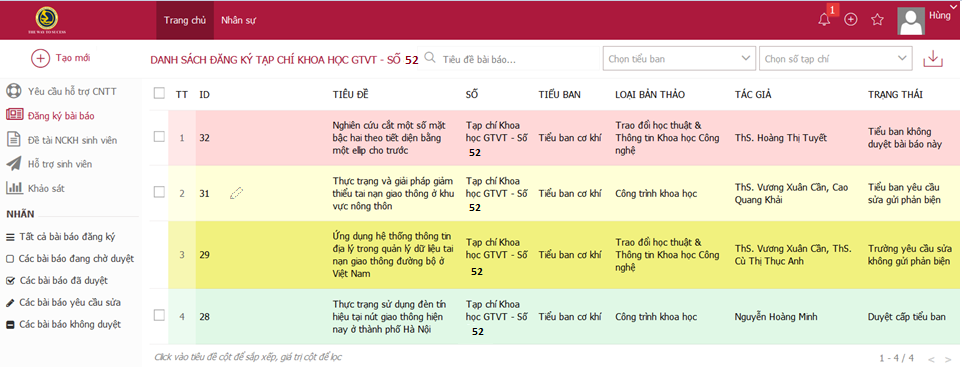 THE WAY TO SUCCESS
Trang chủ Nhân sự
1
Hùng
Tạo mới
DANH SÁCH ĐĂNG KÝ TẠP CHÍ KHOA HỌC GTVT - SỐ 52
Tiêu đề bài báo...
Chọn tiểu ban
Chọn số tạp chí
Yêu cầu hỗ trợ CNTT
Đăng ký bài báo
Đề tài NCKH sinh viên
Hỗ trợ sinh viên
Khảo sát
NHÃN
Tất cả bài báo đăng ký
Các bài báo đang chờ duyệt
Các bài báo đã duyệt
Các bài báo yêu cầu sửa
Các bài báo không duyệt
TT ID TIÊU ĐỀ SỐ TIỂU BAN LOẠI BẢN THẢO TÁC GIẢ TRẠNG THÁI
1
32
Nghiên cứu cắt một số mặt
bậc hai theo tiết diện bằng
một elip cho trước
Tạp chí Khoa
học GTVT - Số
52
Tiểu ban cơ khí
Trao đổi học thuật &
Thông tin Khoa học Công
nghệ
ThS. Hoàng Thị Tuyết
Tiểu ban không
duyệt bài báo này
2
31
Thực trạng và giải pháp giảm
thiểu tai nạn giao thông ở khu
vực nông thôn
Tạp chí Khoa
học GTVT - Số
52
Tiểu ban cơ khí
Công trình khoa học
ThS. Vương Xuân Cần, Cao
Quang Khải
Tiểu ban yêu cầu
sửa gửi phản biện
3
29
Ứng dụng hệ thống thông tin
địa lý trong quản lý dữ liệu tai
nạn giao thông đường bộ ở
Việt Nam
Tạp chí Khoa
học GTVT - Số
52
Tiểu ban cơ khí
Trao đổi học thuật &
Thông tin Khoa học Công
nghệ
ThS. Vương Xuân Cần, ThS.
Cù Thị Thục Anh
Trường yêu cầu sửa
không gửi phản biện
4
28
Thực trạng sử dụng đèn tín
hiệu tại nút giao thông hiện
nay ở thành phố Hà Nội
Tạp chí Khoa
học GTVT - Số
52
Tiểu ban cơ khí
Công trình khoa học
Nguyễn Hoàng Minh
Duyệt cấp tiểu ban
Click vào tiêu đề cột để sắp xếp, giá trị cột để lọc
1 - 4 / 4 < >